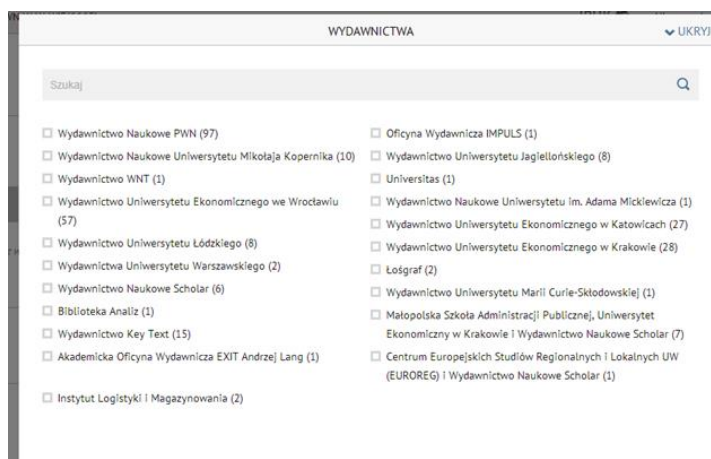 WYDAWNICTWA
UKRYJ
Szukaj
Wydawnictwo Naukowe PWN (97)
Wydawnictwo Naukowe Uniwersytetu Mikołaja Kopernika (10)
Wydawnictwo WNT (1)
Wydawnictwo Uniwersytetu Ekonomicznego we Wrocławiu
(57)
Wydawnictwo Uniwersytetu Łódzkiego (8)
Wydawnictwa Uniwersytetu Warszawskiego (2)
Wydawnictwo Naukowe Scholar (6)
Biblioteka Analiz (1)
Wydawnictwo Key Text (15)
Akademicka Oficyna Wydawnicza EXIT Andrzej Lang (1)
Instytut Logistyki i Magazynowania (2)
Oficyna Wydawnicza IMPULS (1)
Wydawnictwo Uniwersytetu Jagiellońskiego (8)
Universitas (1)
Wydawnictwo Naukowe Uniwersytetu im. Adama Mickiewicza (1)
Wydawnictwo Uniwersytetu Ekonomicznego w Katowicach (27)
Wydawnictwo Uniwersytetu Ekonomicznego w Krakowie (28)
Łośgraf (2)
Wydawnictwo Uniwersytetu Marii Curie-Skłodowskiej (1)
Małopolska Szkoła Administracji Publicznej, Uniwersytet
Ekonomiczny w Krakowie i Wydawnictwo Naukowe Scholar (7)
Centrum Europejskich Studiów Regionalnych i Lokalnych UW
(EUROREG) i Wydawnictwo Naukowe Scholar (1)